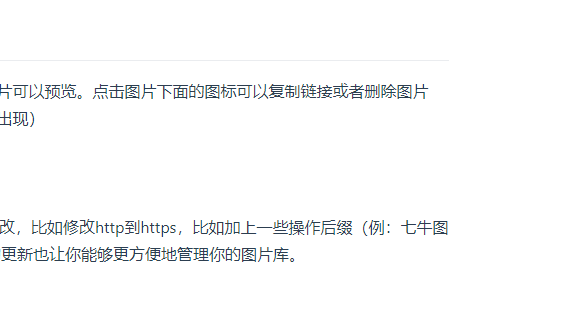 片可以预览。点击图片下面的图标可以复制链接或者删除图片
出现）
改，比如修改http到https，比如加上一些操作后缀（例：七牛图
更新也让你能够更方便地管理你的图片库。